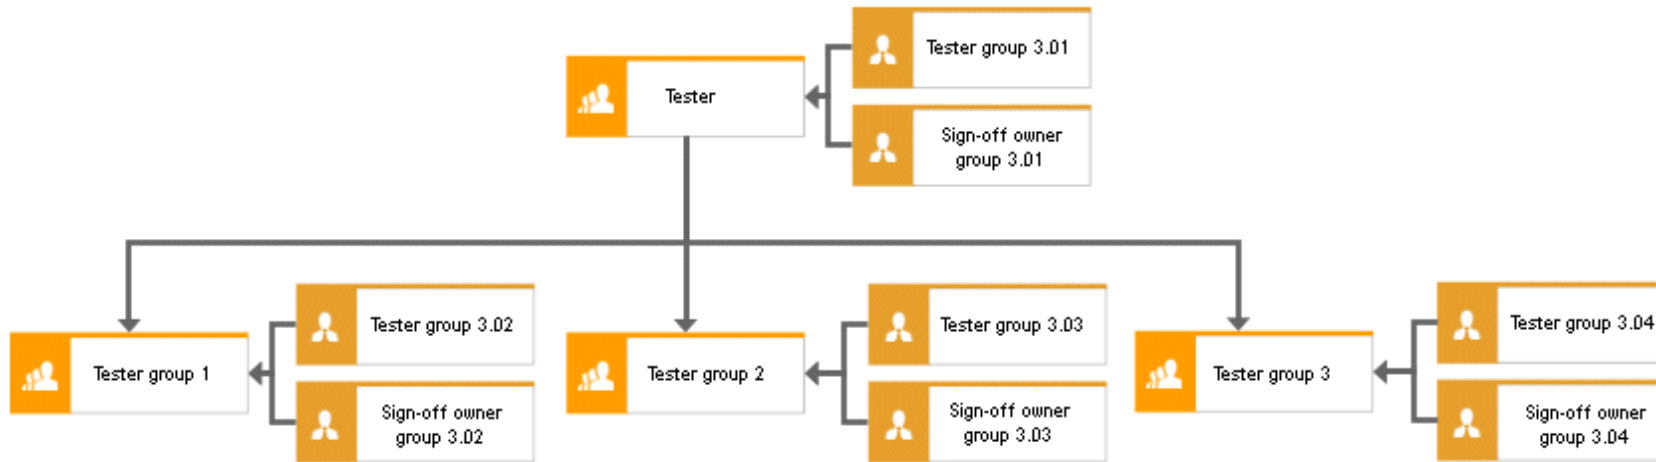 Tester group 3.01
Tester
Sign-off owner
group 3.01
Tester group 3.02
Tester group 1
Sign-off owner
group 3.02
Tester group 3.03
Tester group 2
Sign-off owner
group 3.03
Tester group 3.04
Tester group 3
Sign-off owner
group 3.04